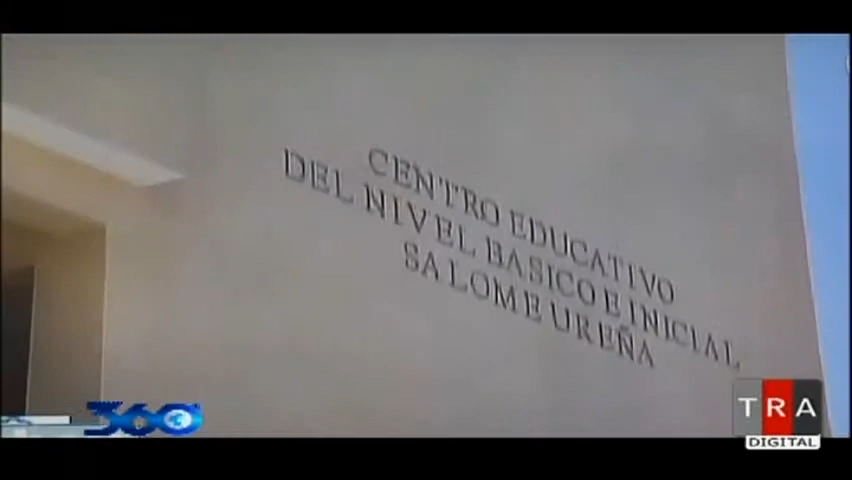 CENTRO EDUCATIVO
DEL NIVEL BASICO E INICIAL
SALOME UREÑA
360°
TRA
DIGITAL